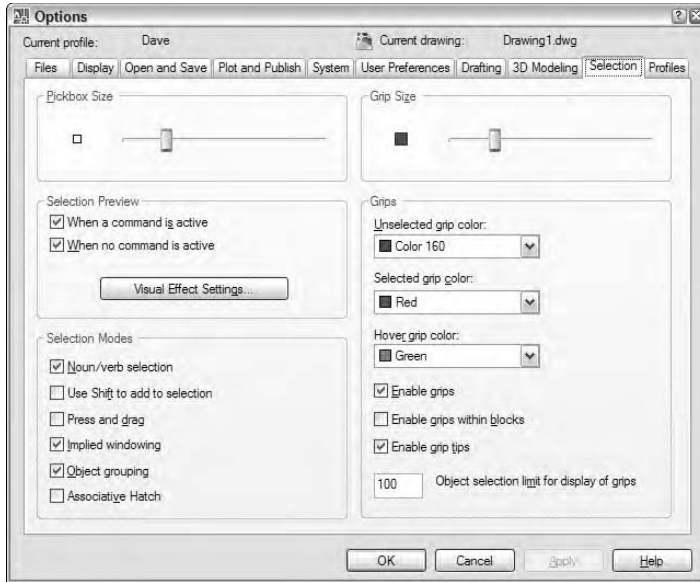 Options
Current profile: Dave Current drawing: Drawing1.dwg
Files Display Open and Save Plot and Publish System User Preferences Drafting 3D Modeling Selection Profiles
Pickbox Size
Grip Size
Selection Preview
When a command is active
When no command is active
Visual Effect Settings...
Selection Modes
Noun/verb selection
Use Shift to add to selection
Press and drag
Implied windowing
Object grouping
Associative Hatch
Grips
Unselected grip color:
Color 160
Selected grip color:
Red
Hover grip color:
Green
Enable grips
Enable grips within blocks
Enable grip tips
100 Object selection limit for display of grips
OK Cancel Apply Help